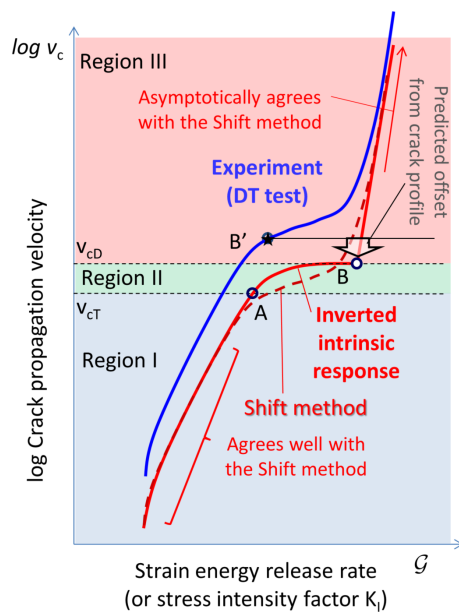 log vc
Region III
Asymptotically agrees
with the Shift method
Predicted offset
from crack profile
Experiment
(DT test)
B′
vcD
Region II
B
vcT
A
Inverted
intrinsic
response
Region I
Shift method
Agrees well with
the Shift method
log Crack propagation velocity
G
Strain energy release rate
(or stress intensity factor KI)